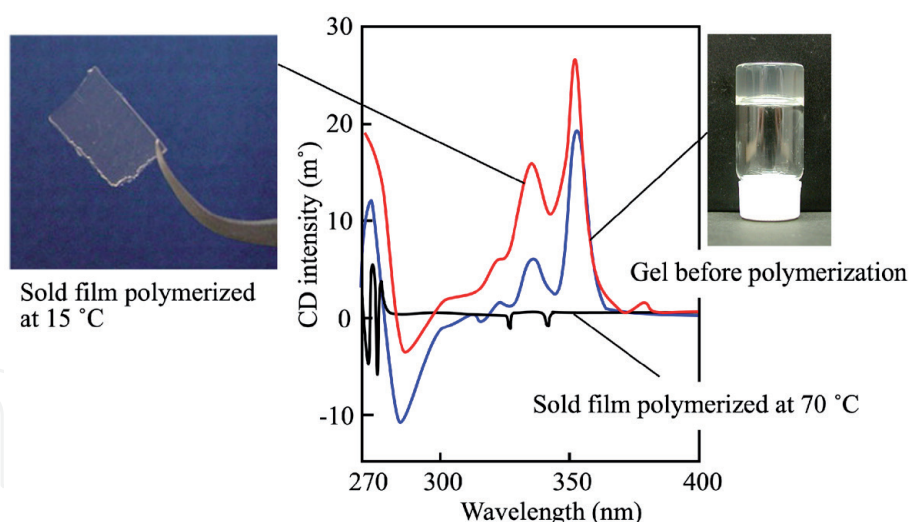 30
20
10
0
-10
270
300
350
400
CD intensity (m˚)
Wavelength (nm)
Sold film polymerized
at 15 ˚C
Gel before polymerization
Sold film polymerized at 70 ˚C